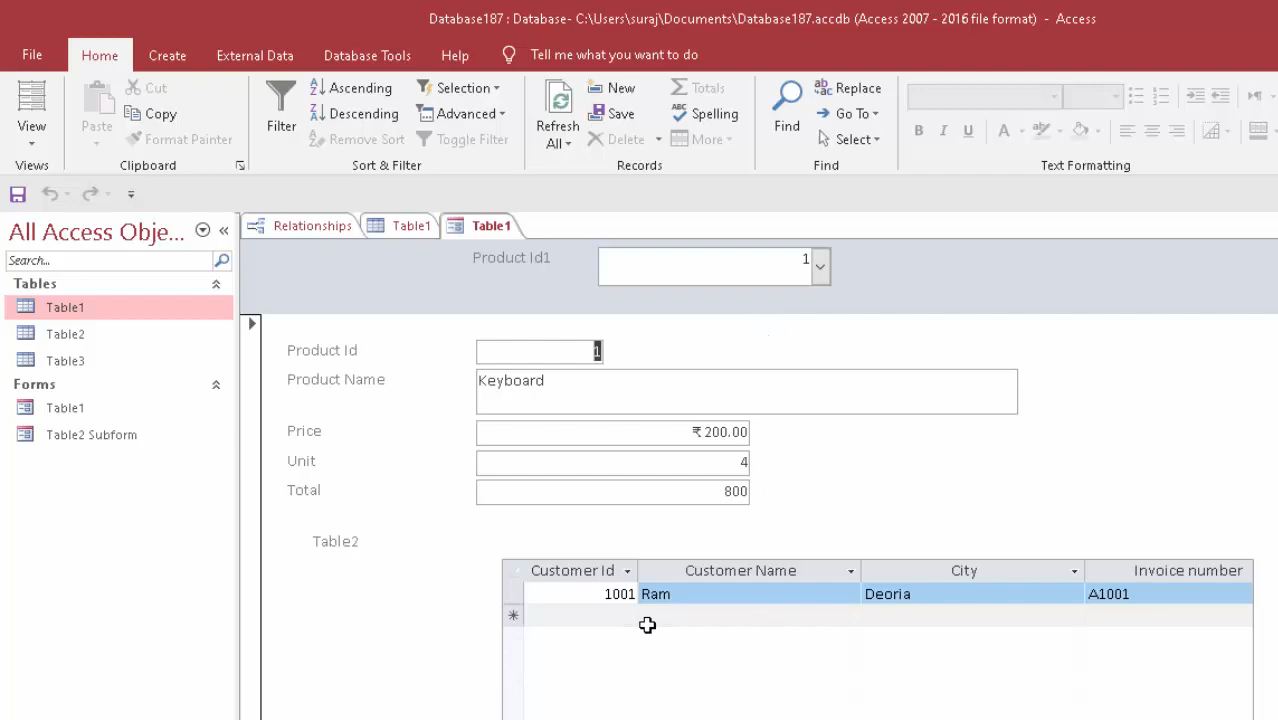 Database187 : Database- C:\Users\suraj\Documents\Database187.accdb (Access 2007 - 2016 file format) - Access
File Home Create External Data Database Tools Help Tell me what you want to do
View
Views
Paste
Cut
Copy
Format Painter
Clipboard
Filter
Ascending
Descending
Remove Sort
Selection
Advanced
Toggle Filter
Sort & Filter
Refresh
All
New
Save
Delete
Totals
Spelling
More
Records
Find
Replace
Go To
Select
Find
B I U A
Text Formatting
All Access Obje...
Search...
Tables
Table1
Table2
Table3
Forms
Table1
Table2 Subform
Relationships Table1 Table1
Product Id1 1
Product Id 1
Product Name Keyboard
Price ₹ 200.00
Unit 4
Total 800
Table2
Customer Id Customer Name City Invoice number
1001 Ram Deoria A1001